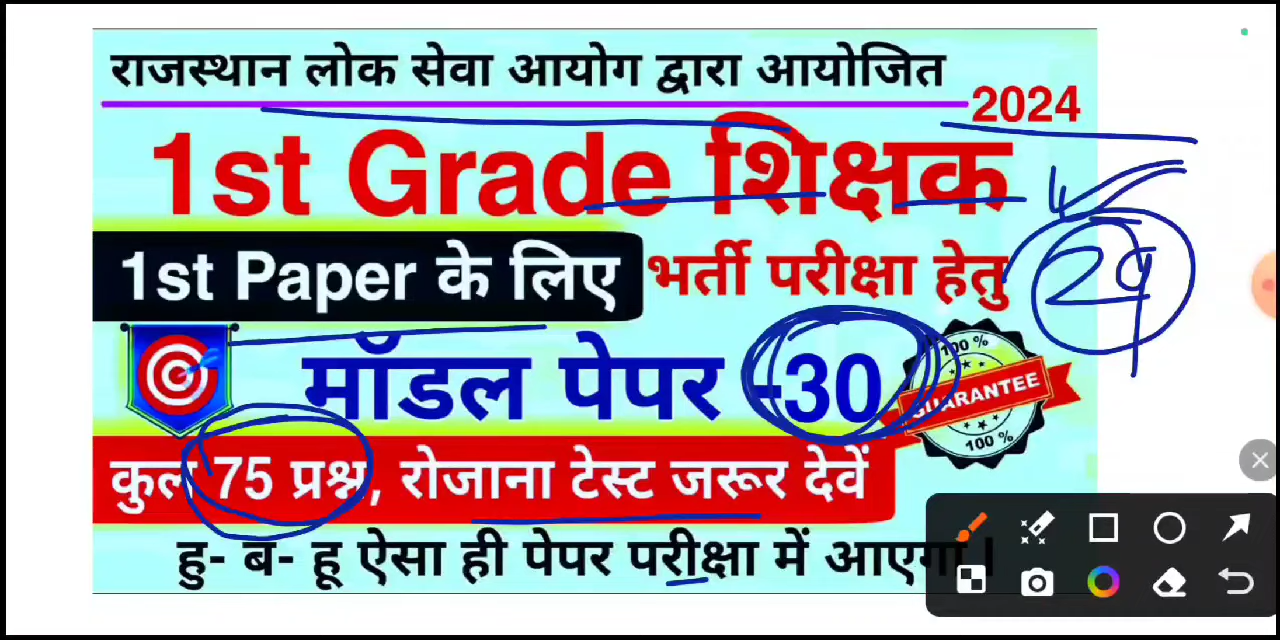 राजस्थान लोक सेवा आयोग द्वारा आयोजित
2024
1st Grade शिक्षक
1st Paper के लिए
भर्ती परीक्षा हेतु
29
मॉडल पेपर -30
100 %
GUARANTEE
100 %
कुल 75 प्रश्न, रोजाना टेस्ट जरूर देवें
हु- ब- हू ऐसा ही पेपर परीक्षा में आएगा ।